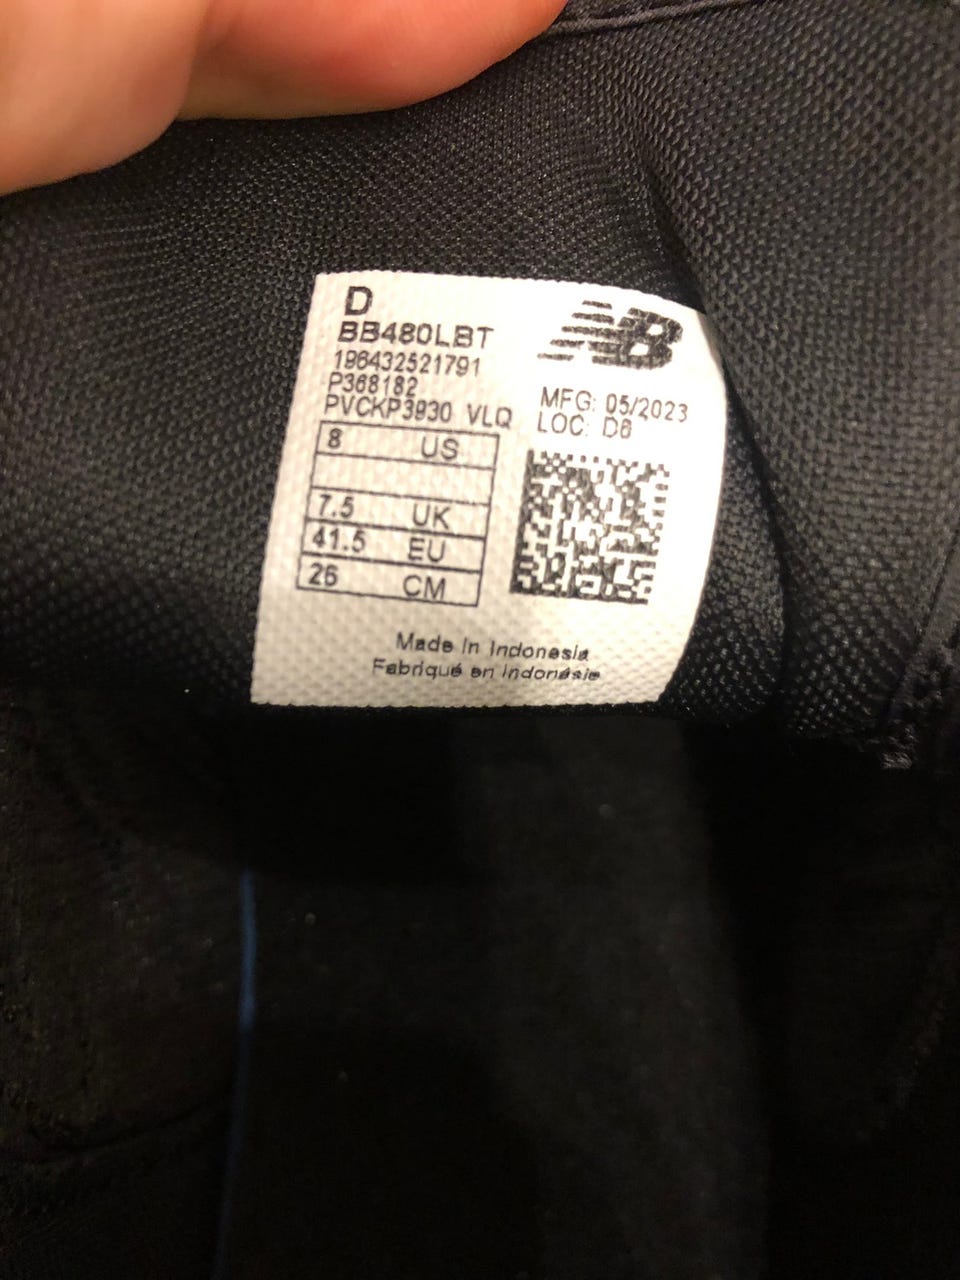 D
BB480LBT
196432521791
P368182
PVCKP3930 VLQ
8 US
7.5 UK
41.5 EU
26 CM
NB
MFG: 05/2023
LOC: D6
Made In Indonesia
Fabriqué en Indonésie